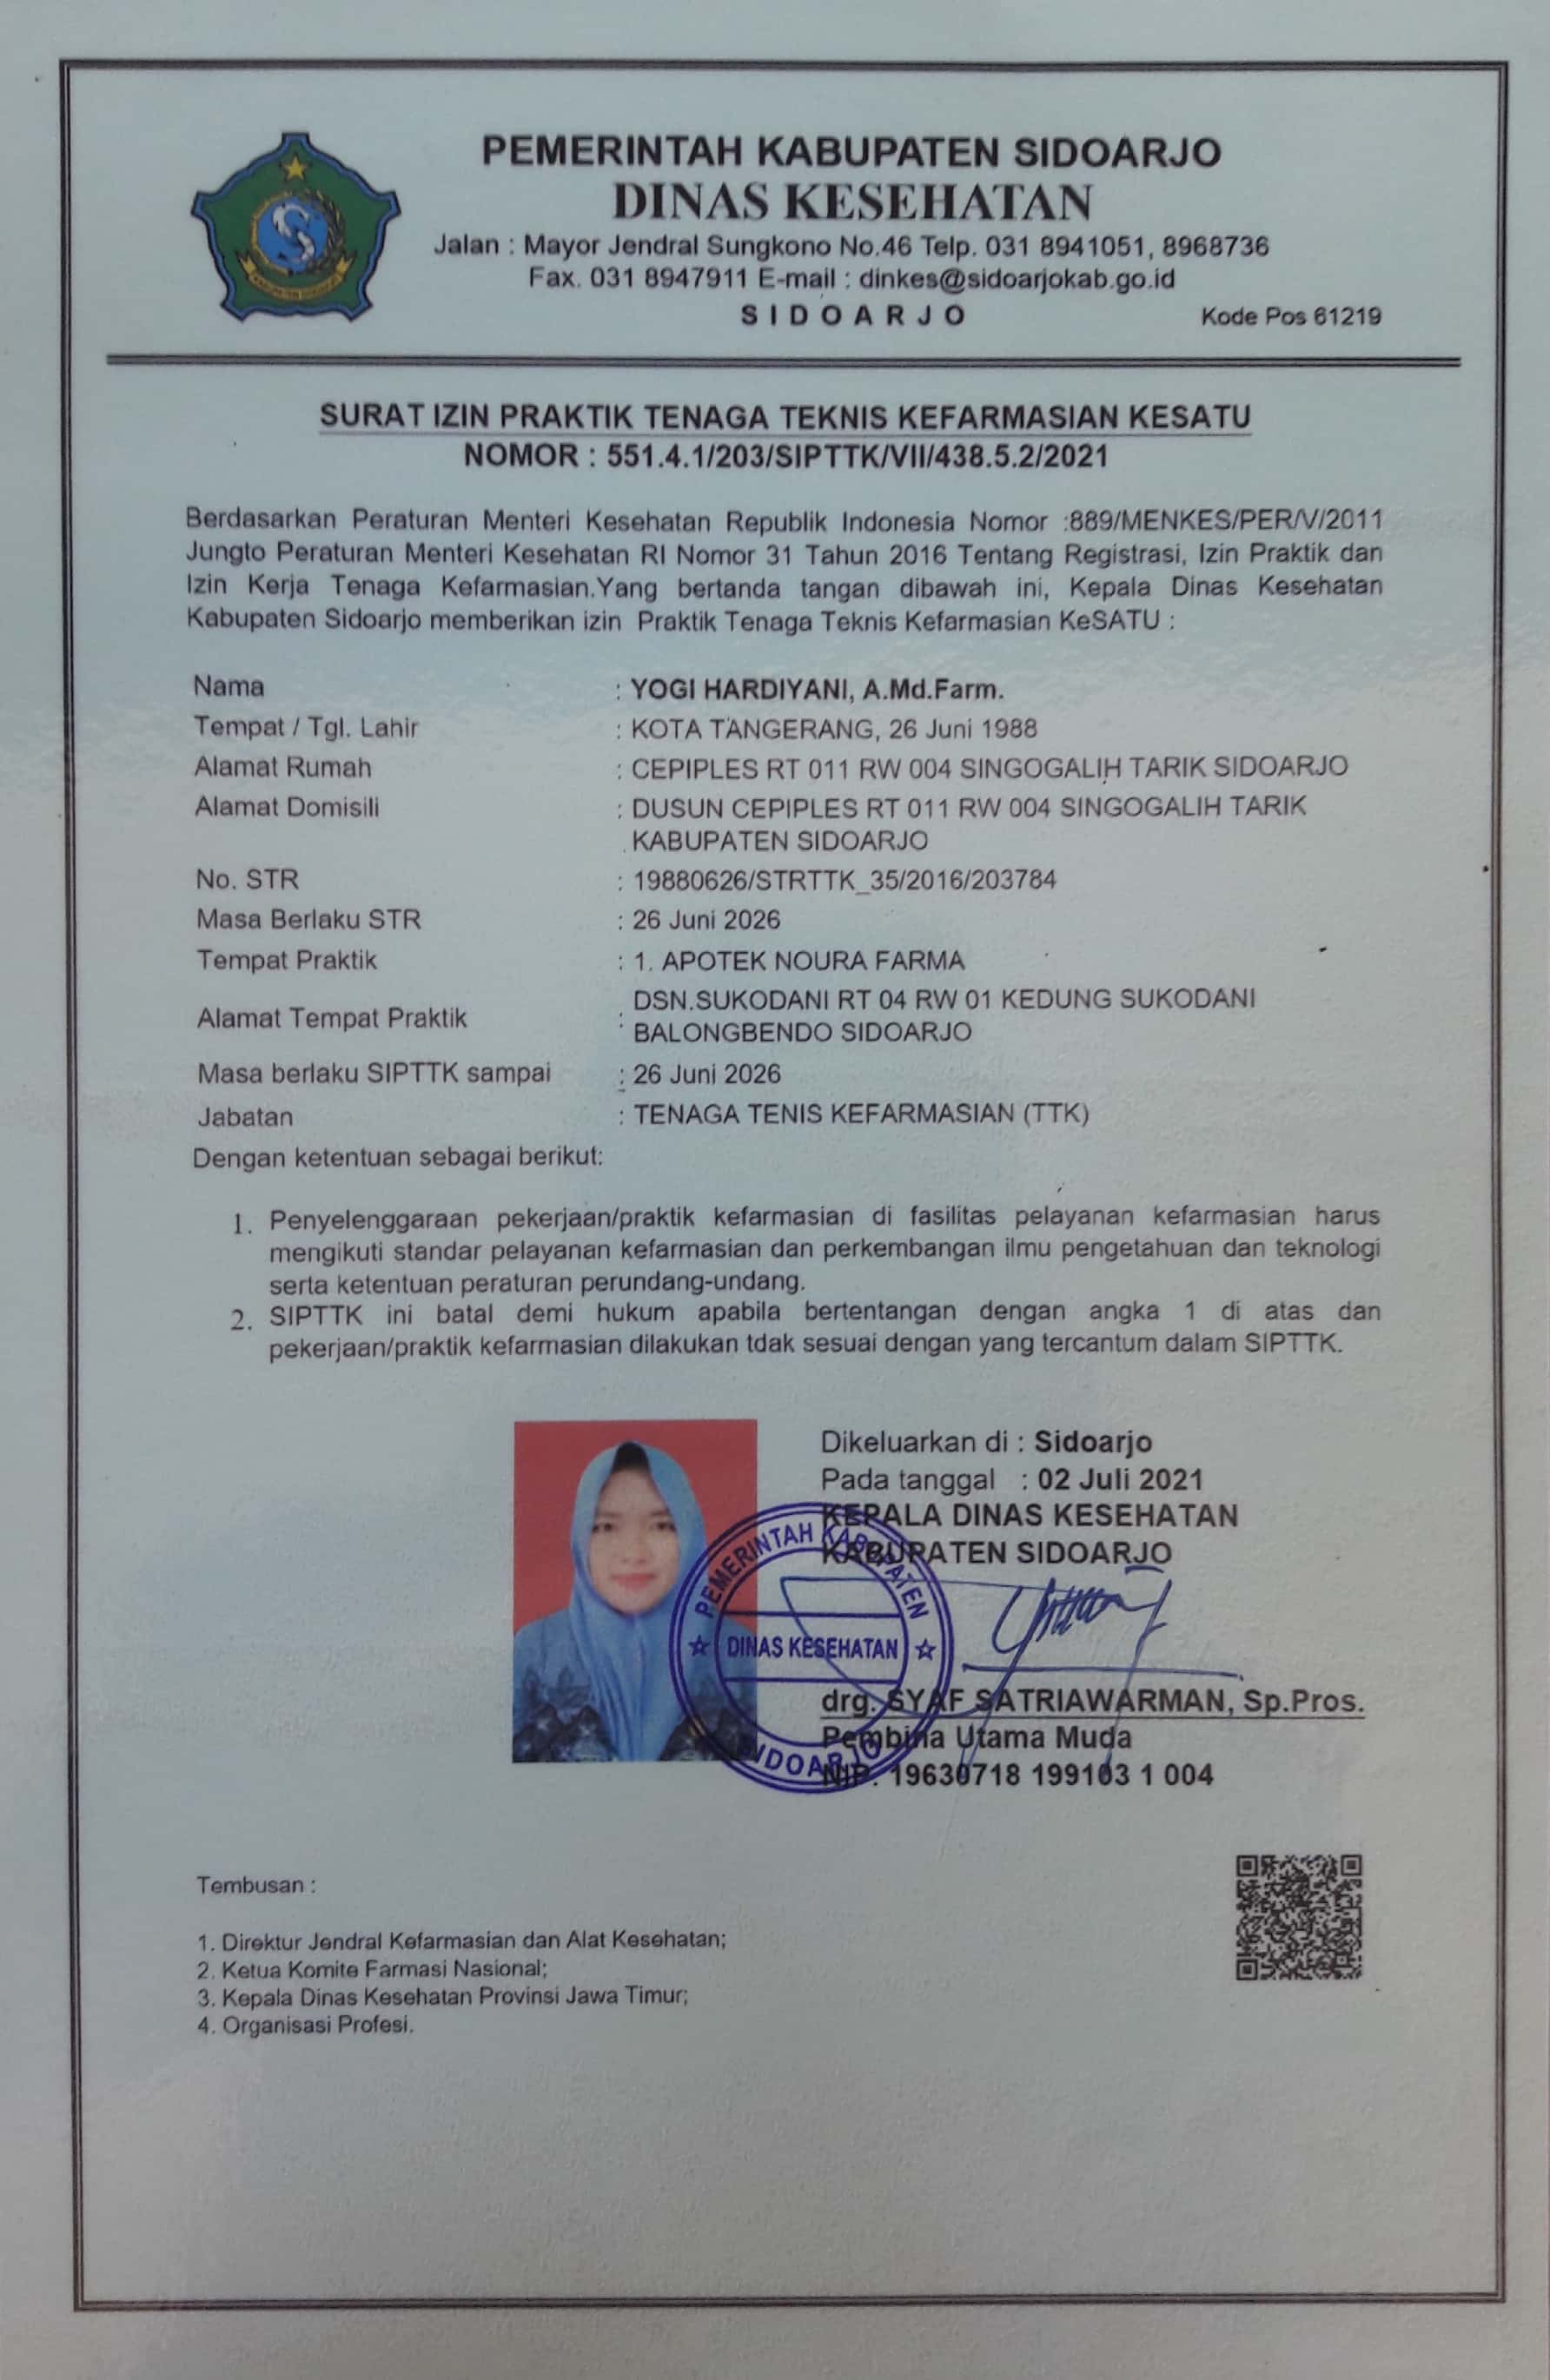 PEMERINTAH KABUPATEN SIDOARJO
DINAS KESEHATAN
Jalan : Mayor Jendral Sungkono No.46 Telp. 031 8941051, 8968736
Fax. 031 8947911 E-mail : dinkes@sidoarjokab.go.id
SIDOARJO Kode Pos 61219
SURAT IZIN PRAKTIK TENAGA TEKNIS KEFARMASIAN KESATU
NOMOR : 551.4.1/203/SIPTTK/VII/438.5.2/2021
Berdasarkan Peraturan Menteri Kesehatan Republik Indonesia Nomor :889/MENKES/PER/V/2011
Jungto Peraturan Menteri Kesehatan RI Nomor 31 Tahun 2016 Tentang Registrasi, Izin Praktik dan
Izin Kerja Tenaga Kefarmasian.Yang bertanda tangan dibawah ini, Kepala Dinas Kesehatan
Kabupaten Sidoarjo memberikan izin Praktik Tenaga Teknis Kefarmasian KeSATU :
Nama : YOGI HARDIYANI, A.Md.Farm.
Tempat / Tgl. Lahir : KOTA TANGERANG, 26 Juni 1988
Alamat Rumah : CEPIPLES RT 011 RW 004 SINGOGALIH TARIK SIDOARJO
Alamat Domisili : DUSUN CEPIPLES RT 011 RW 004 SINGOGALIH TARIK
KABUPATEN SIDOARJO
No. STR : 19880626/STRTTK_35/2016/203784
Masa Berlaku STR : 26 Juni 2026
Tempat Praktik : 1. APOTEK NOURA FARMA
Alamat Tempat Praktik : DSN.SUKODANI RT 04 RW 01 KEDUNG SUKODANI
BALONGBENDO SIDOARJO
Masa berlaku SIPTTK sampai : 26 Juni 2026
Jabatan : TENAGA TENIS KEFARMASIAN (TTK)
Dengan ketentuan sebagai berikut:
1. Penyelenggaraan pekerjaan/praktik kefarmasian di fasilitas pelayanan kefarmasian harus
mengikuti standar pelayanan kefarmasian dan perkembangan ilmu pengetahuan dan teknologi
serta ketentuan peraturan perundang-undang.
2. SIPTTK ini batal demi hukum apabila bertentangan dengan angka 1 di atas dan
pekerjaan/praktik kefarmasian dilakukan tdak sesuai dengan yang tercantum dalam SIPTTK.
Dikeluarkan di : Sidoarjo
Pada tanggal : 02 Juli 2021
KEPALA DINAS KESEHATAN
KABUPATEN SIDOARJO
PEMERINTAH KABUPATEN
DINAS KESEHATAN
SIDOARJO
drg. SYAF SATRIAWARMAN, Sp.Pros.
Pembina Utama Muda
NIP. 19630718 199103 1 004
Tembusan :
1. Direktur Jendral Kefarmasian dan Alat Kesehatan;
2. Ketua Komite Farmasi Nasional;
3. Kepala Dinas Kesehatan Provinsi Jawa Timur;
4. Organisasi Profesi.